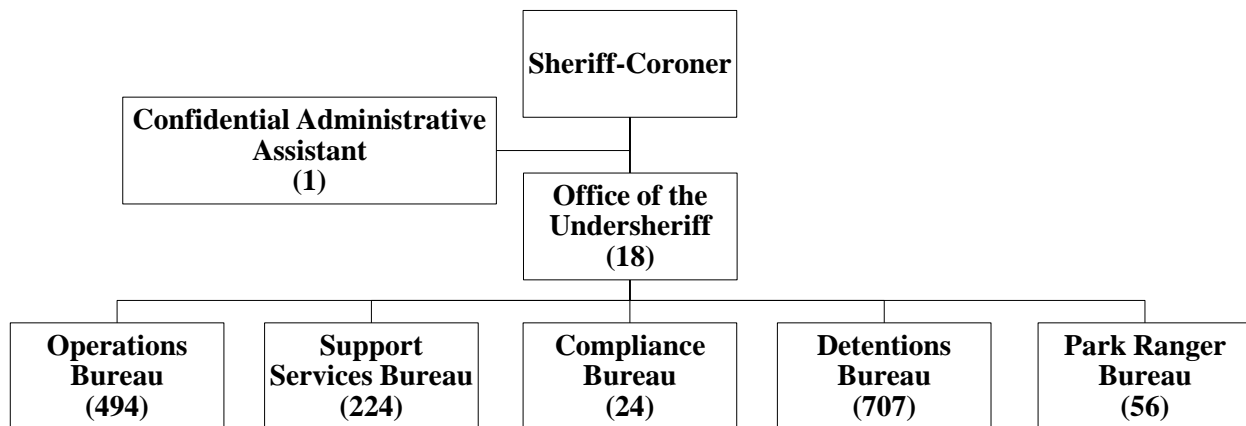 Sheriff-Coroner
Confidential Administrative
Assistant
(1)
Office of the
Undersheriff
(18)
Operations
Bureau
(494)
Support
Services Bureau
(224)
Compliance
Bureau
(24)
Detentions
Bureau
(707)
Park Ranger
Bureau
(56)